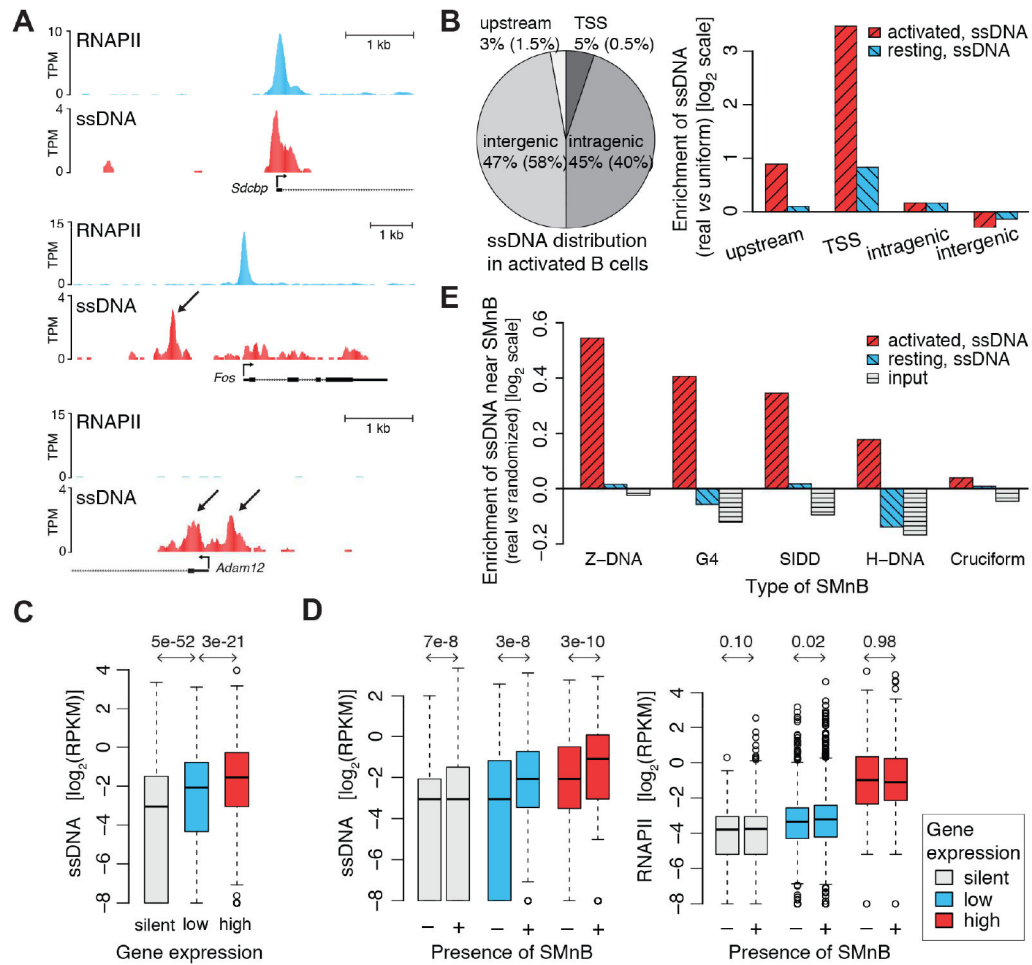 A
RNAPII
1 kb
10
TPM
0
ssDNA
4
TPM
0
Sdcbp
RNAPII
1 kb
15
TPM
0
ssDNA
4
TPM
0
Fos
RNAPII
1 kb
15
TPM
0
ssDNA
4
TPM
0
Adam12
B
upstream
3% (1.5%)
TSS
5% (0.5%)
intergenic
47% (58%)
intragenic
45% (40%)
ssDNA distribution
in activated B cells
Enrichment of ssDNA
(real vs uniform) [log2 scale]
3
2
1
0
activated, ssDNA
resting, ssDNA
upstream
TSS
intragenic
intergenic
E
Enrichment of ssDNA near SMnB
(real vs randomized) [log2 scale]
0.6
0.4
0.2
0.0
−0.2
activated, ssDNA
resting, ssDNA
input
Z−DNA
G4
SIDD
H−DNA
Cruciform
Type of SMnB
C
5e-52
3e-21
ssDNA [log2(RPKM)]
4
2
0
−2
−4
−6
−8
silent
low
high
Gene expression
D
7e-8
3e-8
3e-10
ssDNA [log2(RPKM)]
2
0
−2
−4
−6
−8
− + − + − +
Presence of SMnB
0.10
0.02
0.98
RNAPII [log2(RPKM)]
4
2
0
−2
−4
−6
−8
− + − + − +
Presence of SMnB
Gene
expression
silent
low
high